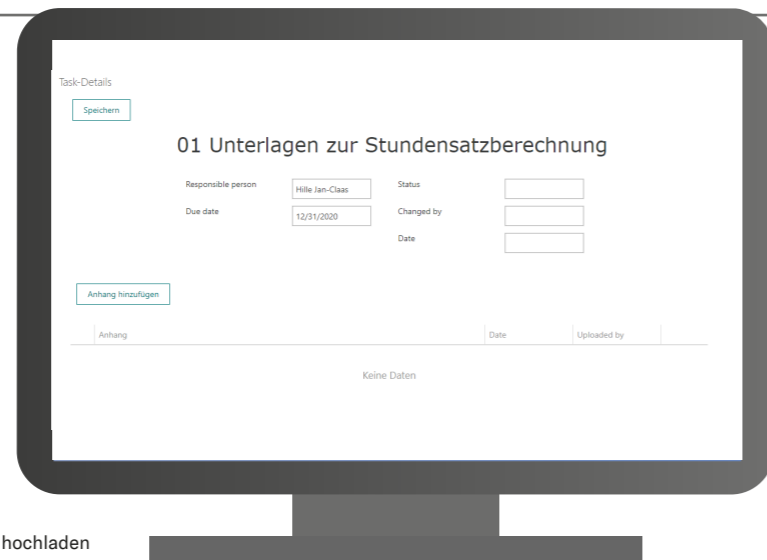 Task-Details
Speichern
01 Unterlagen zur Stundensatzberechnung
Responsible person Hille Jan-Claas Status
Due date 12/31/2020 Changed by
Date
Anhang hinzufügen
Anhang Date Uploaded by
Keine Daten
hochladen